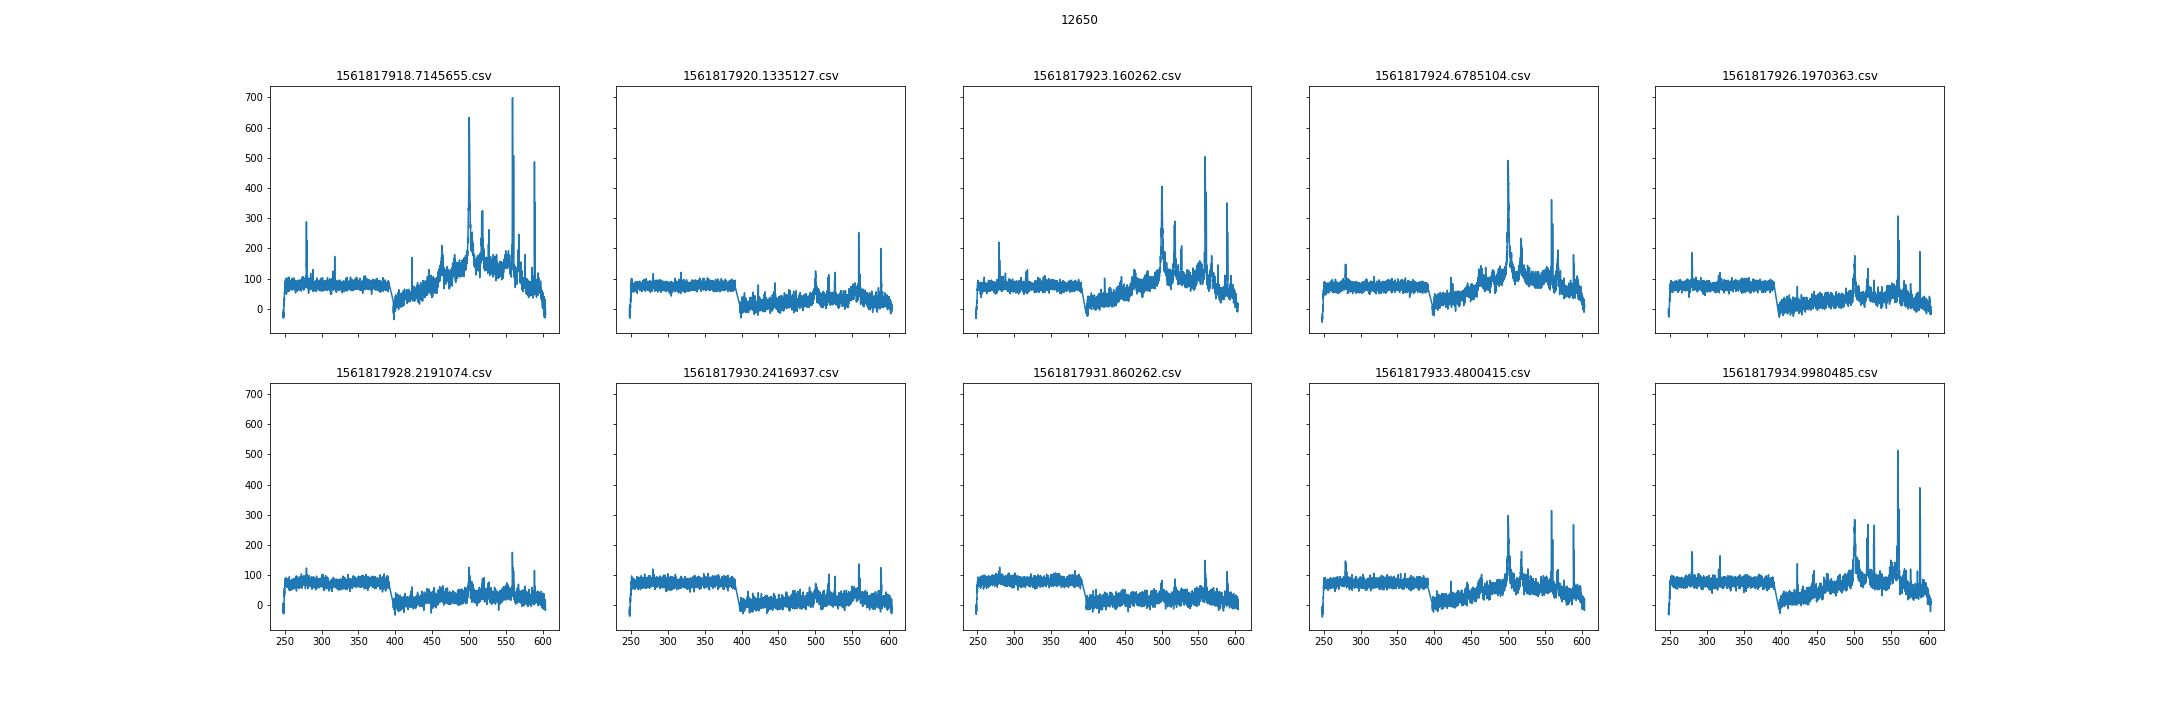 12650
1561817918.7145655.csv
1561817920.1335127.csv
1561817923.160262.csv
1561817924.6785104.csv
1561817926.1970363.csv
700
600
500
400
300
200
100
0
1561817928.2191074.csv
1561817930.2416937.csv
1561817931.860262.csv
1561817933.4800415.csv
1561817934.9980485.csv
700
600
500
400
300
200
100
0
250 300 350 400 450 500 550 600
250 300 350 400 450 500 550 600
250 300 350 400 450 500 550 600
250 300 350 400 450 500 550 600
250 300 350 400 450 500 550 600